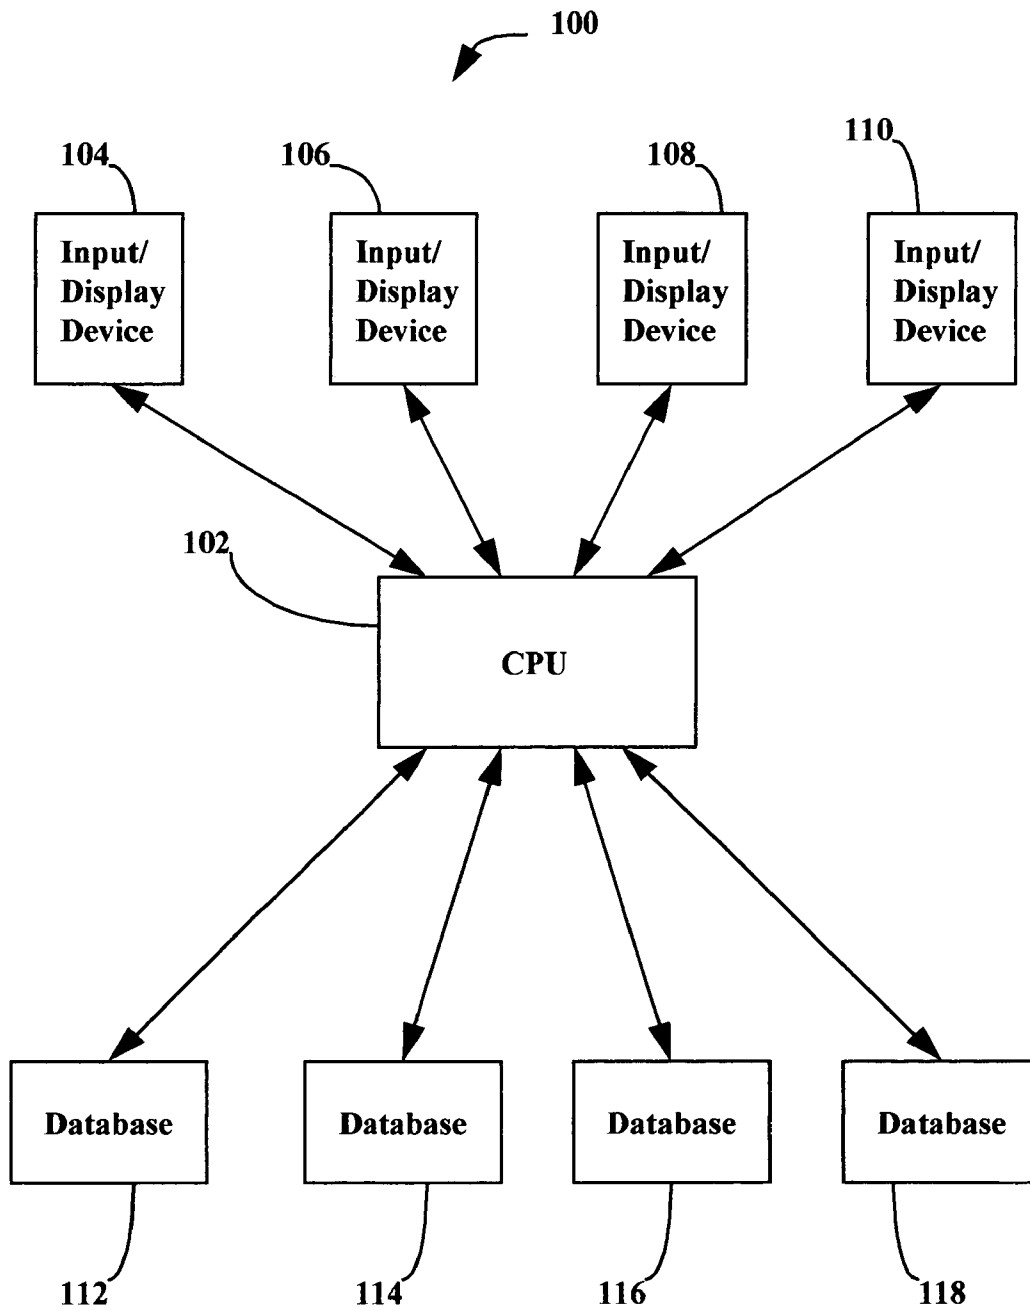 100
104
106
108
110
Input/
Display
Device
Input/
Display
Device
Input/
Display
Device
Input/
Display
Device
102
CPU
Database
Database
Database
Database
112
114
116
118